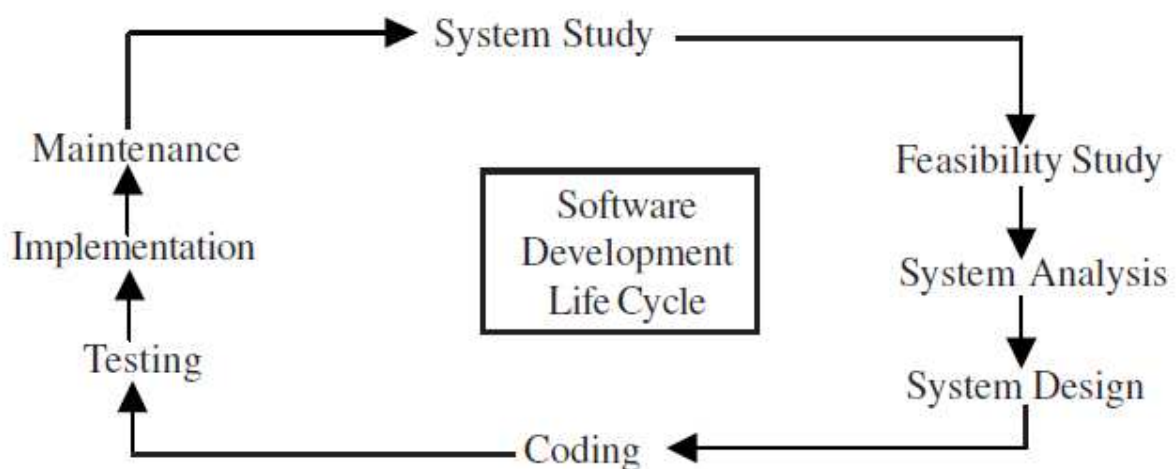 System Study
Feasibility Study
System Analysis
System Design
Coding
Testing
Implementation
Maintenance
Software
Development
Life Cycle